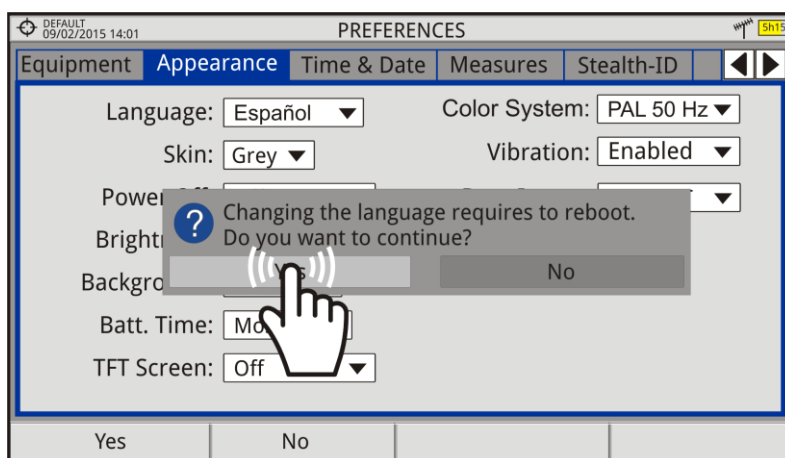 DEFAULT
09/02/2015 14:01
PREFERENCES
5h15
Equipment Appearance Time & Date Measures Stealth-ID
Language: Español
Color System: PAL 50 Hz
Skin: Grey
Vibration: Enabled
Changing the language requires to reboot.
Do you want to continue?
Yes No
Batt. Time:
TFT Screen: Off
Yes No